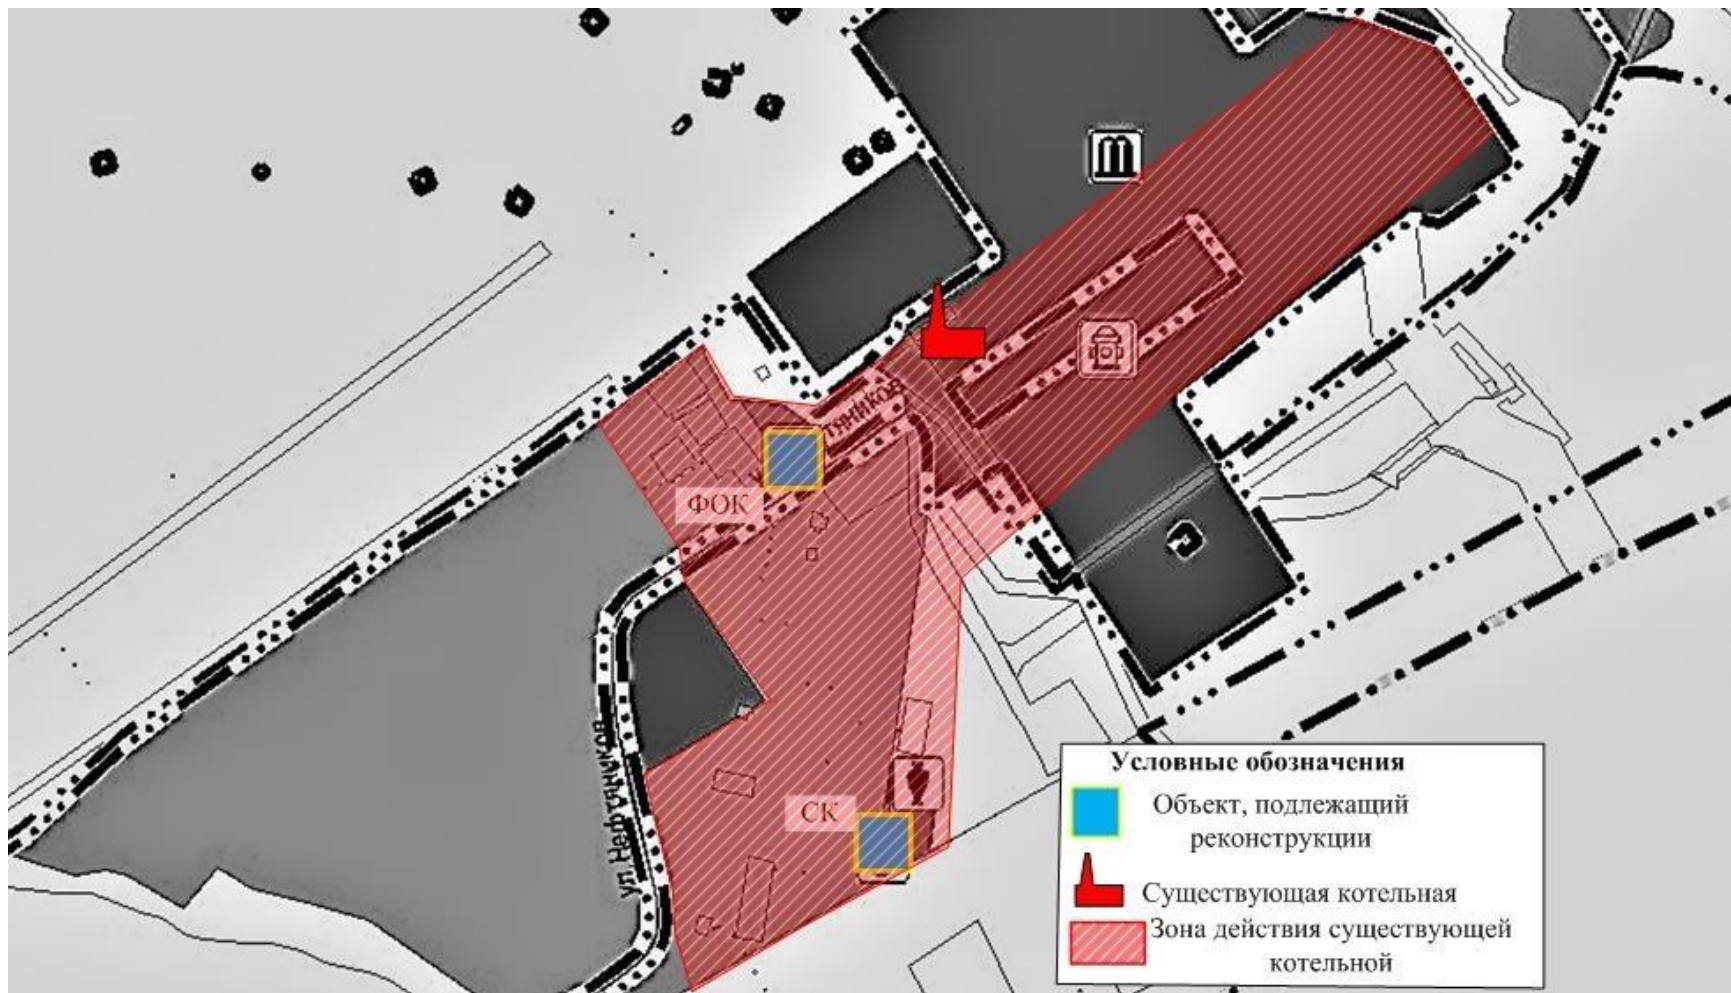 тяников
ФОК
ул. Нефтяников
СК
Условные обозначения
Объект, подлежащий
реконструкции
Существующая котельная
Зона действия существующей
котельной